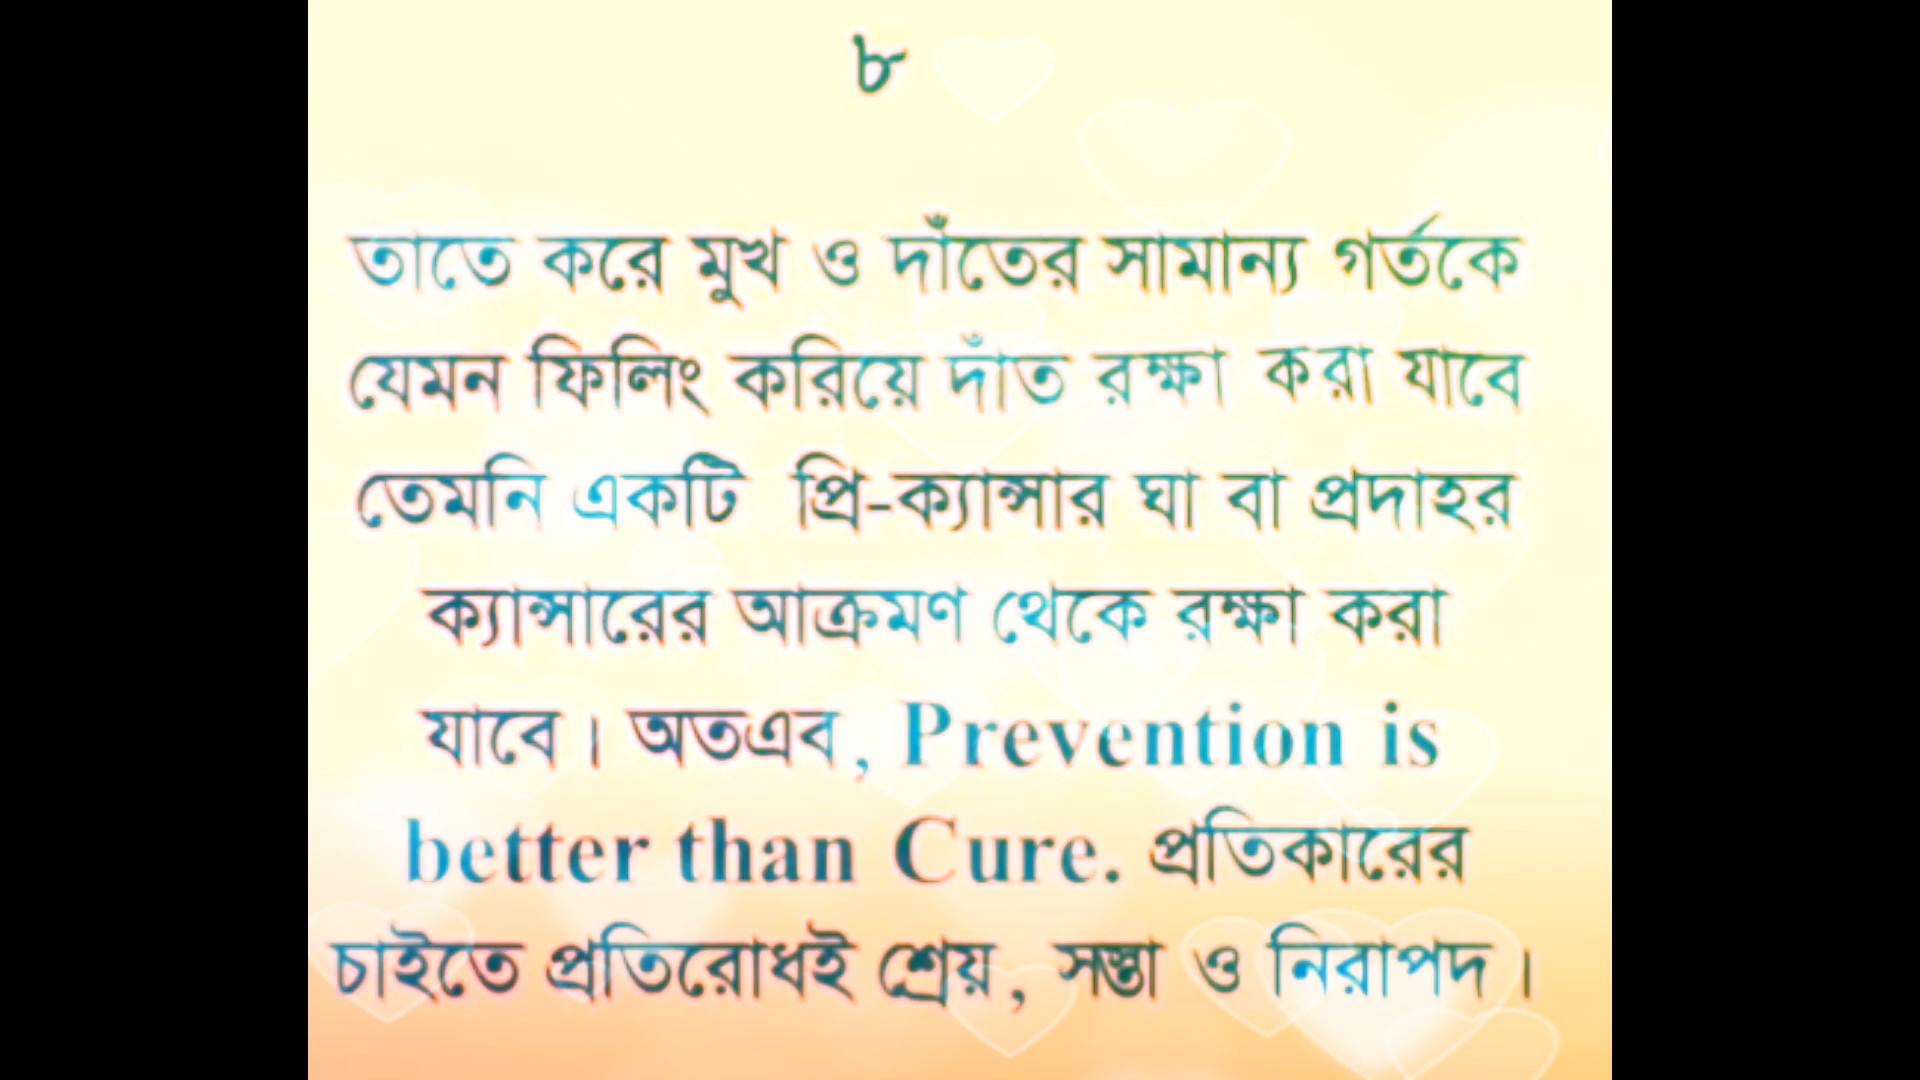 ৮
তাতে করে মুখ ও দাঁতের সামান্য গর্তকে
যেমন ফিলিং করিয়ে দাঁত রক্ষা করা যাবে
তেমনি একটি প্রি-ক্যান্সার ঘা বা প্রদাহর
ক্যান্সারের আক্রমণ থেকে রক্ষা করা
যাবে। অতএব, Prevention is
better than Cure. প্রতিকারের
চাইতে প্রতিরোধই শ্রেয়, সস্তা ও নিরাপদ।